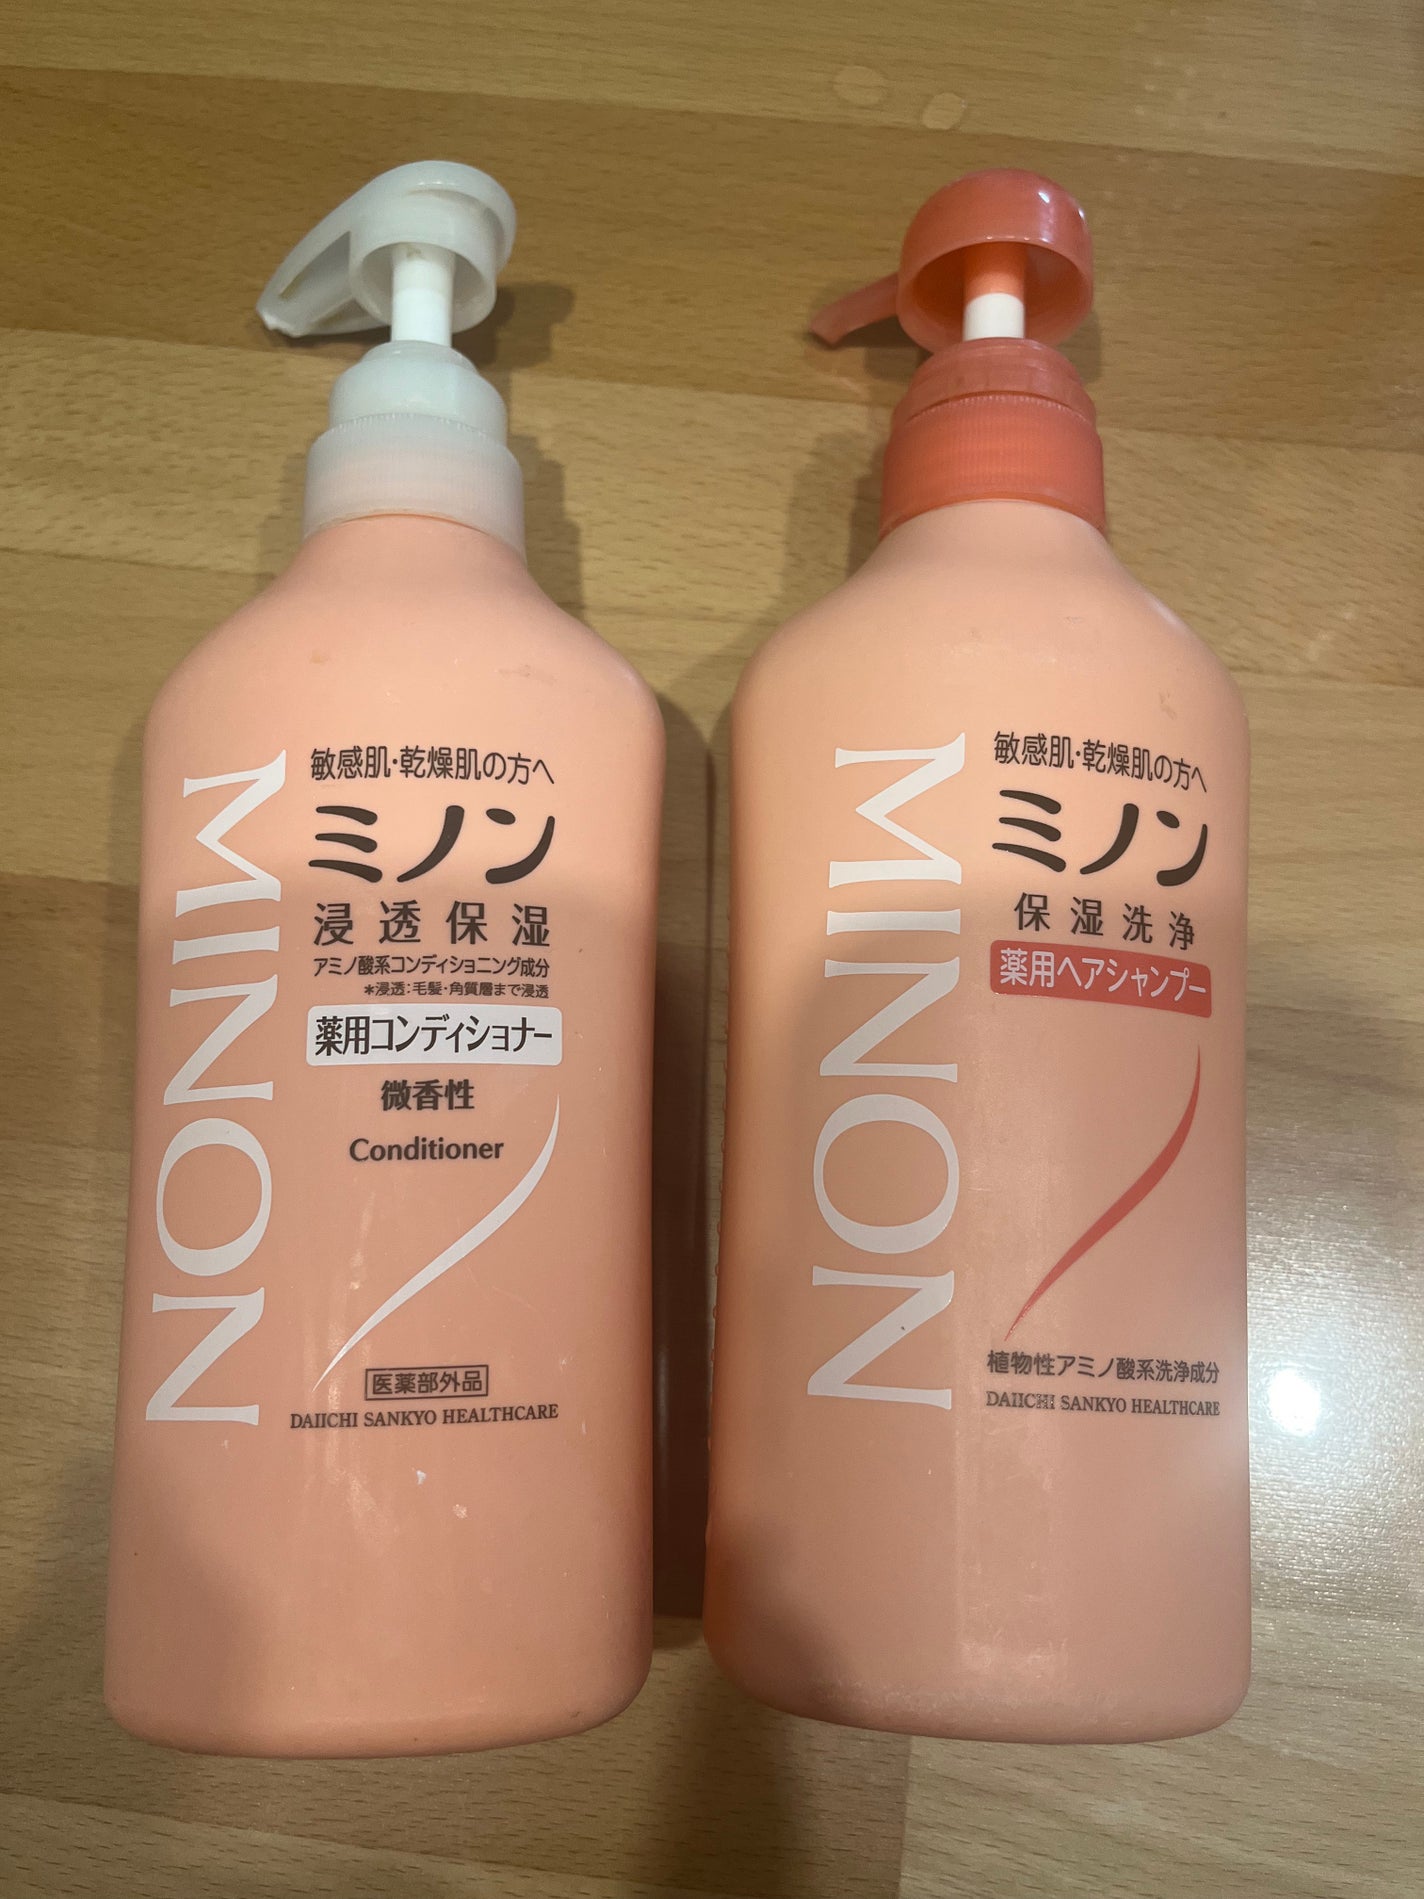 MINON
敏感肌・乾燥肌の方へ
ミノン
浸透保湿
アミノ酸系コンディショニング成分
*浸透:毛髪・角質層まで浸透
薬用コンディショナー
微香性
Conditioner
医薬部外品
DAIICHI SANKYO HEALTHCARE
MINON
敏感肌・乾燥肌の方へ
ミノン
保湿洗浄
薬用ヘアシャンプー
植物性アミノ酸系洗浄成分
DAIICHI SANKYO HEALTHCARE